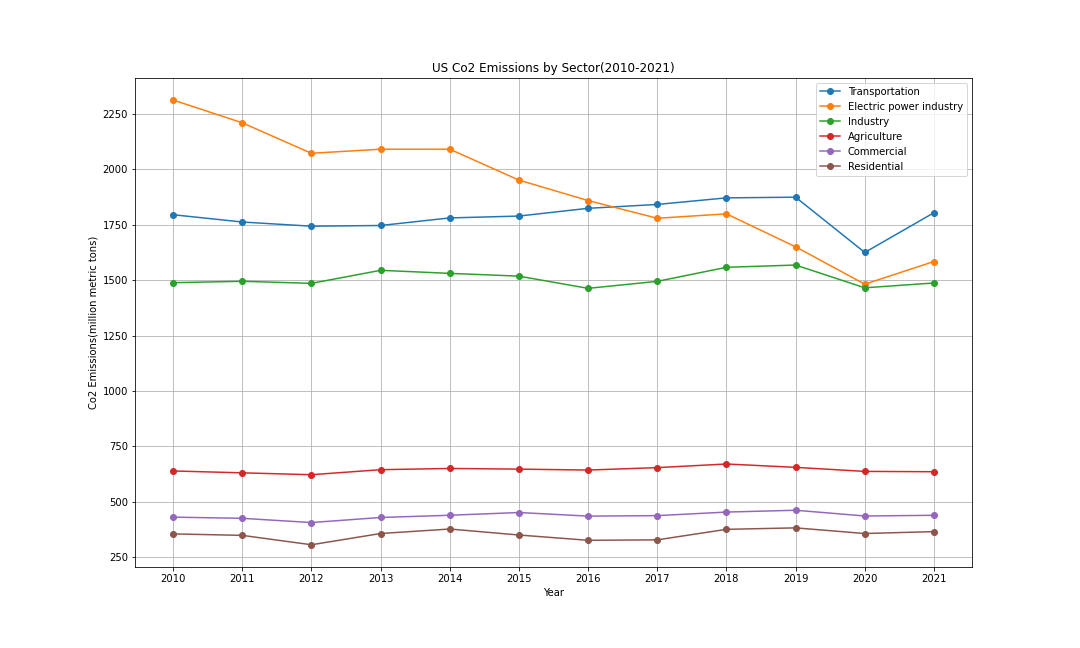 US Co2 Emissions by Sector(2010-2021)
Transportation
Electric power industry
Industry
Agriculture
Commercial
Residential
Co2 Emissions(million metric tons)
2250
2000
1750
1500
1250
1000
750
500
250
2010 2011 2012 2013 2014 2015 2016 2017 2018 2019 2020 2021
Year